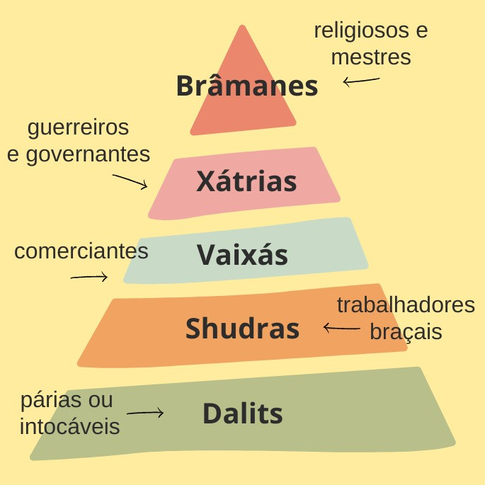 religiosos e
mestres
Brâmanes
guerreiros
e governantes
Xátrias
comerciantes
Vaixás
trabalhadores
braçais
Shudras
párias ou
intocáveis
Dalits